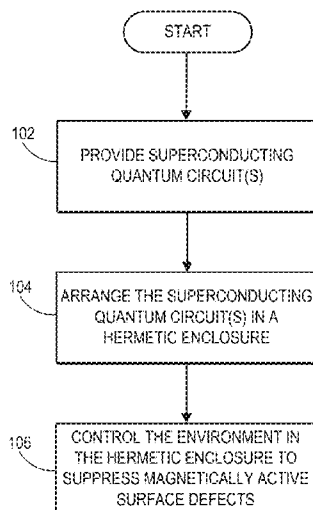 START
102
PROVIDE SUPERCONDUCTING
QUANTUM CIRCUIT(S)
104
ARRANGE THE SUPERCONDUCTING
QUANTUM CIRCUIT(S) IN A
HERMETIC ENCLOSURE
106
CONTROL THE ENVIRONMENT IN
THE HERMETIC ENCLOSURE TO
SUPPRESS MAGNETICALLY ACTIVE
SURFACE DEFECTS